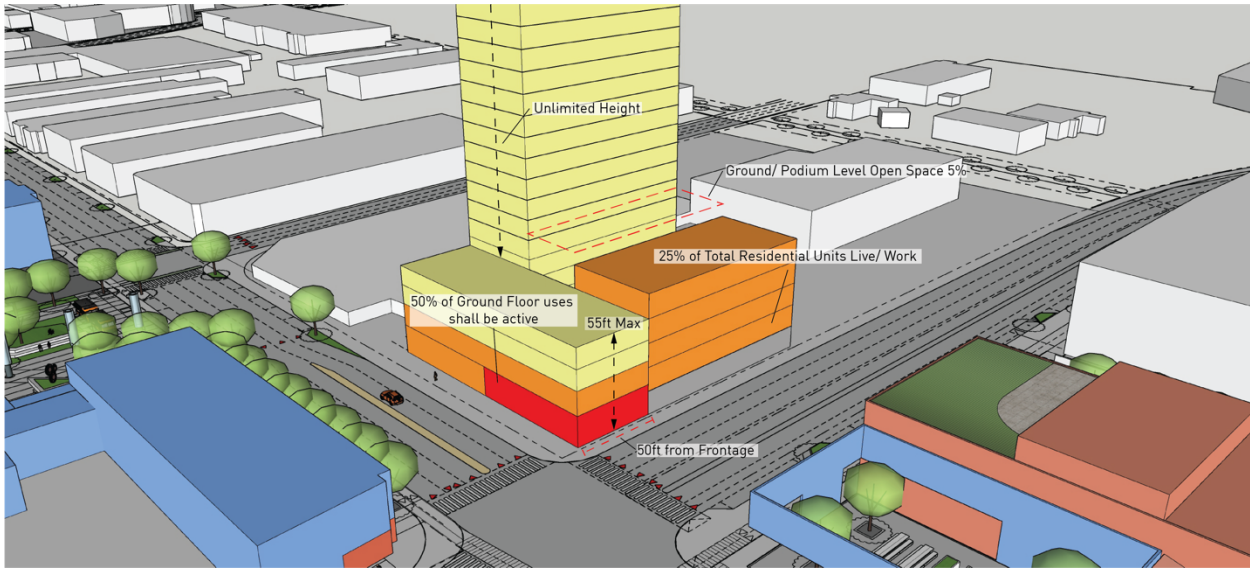 Unlimited Height
Ground/ Podium Level Open Space 5%
25% of Total Residential Units Live/ Work
50% of Ground Floor uses
shall be active
55ft Max
50ft from Frontage